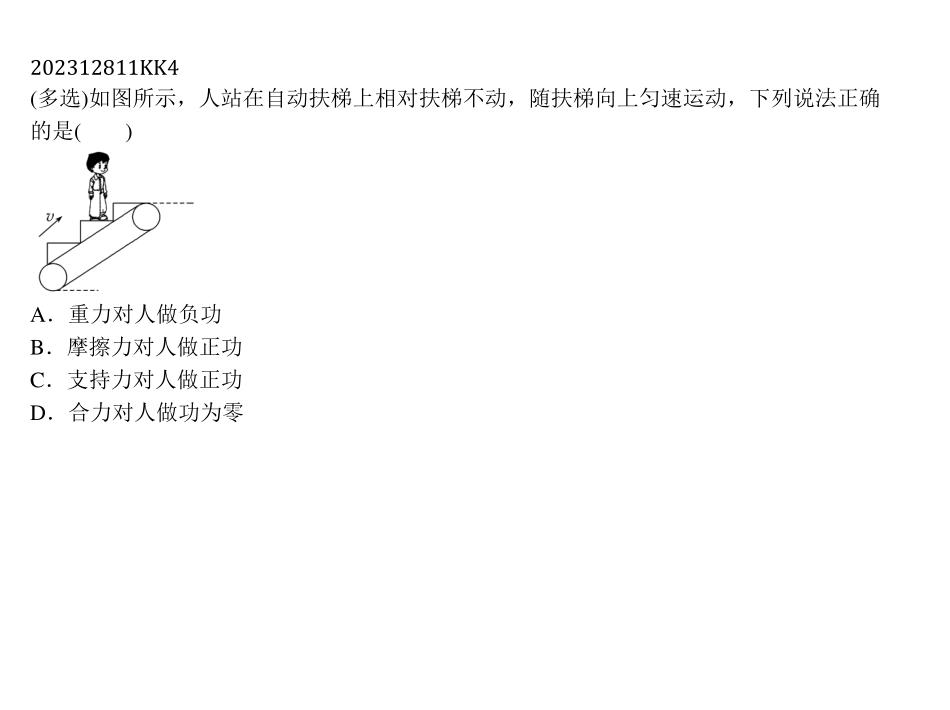 202312811KK4
(多选)如图所示，人站在自动扶梯上相对扶梯不动，随扶梯向上匀速运动，下列说法正确
的是(　　)
v
A．重力对人做负功
B．摩擦力对人做正功
C．支持力对人做正功
D．合力对人做功为零